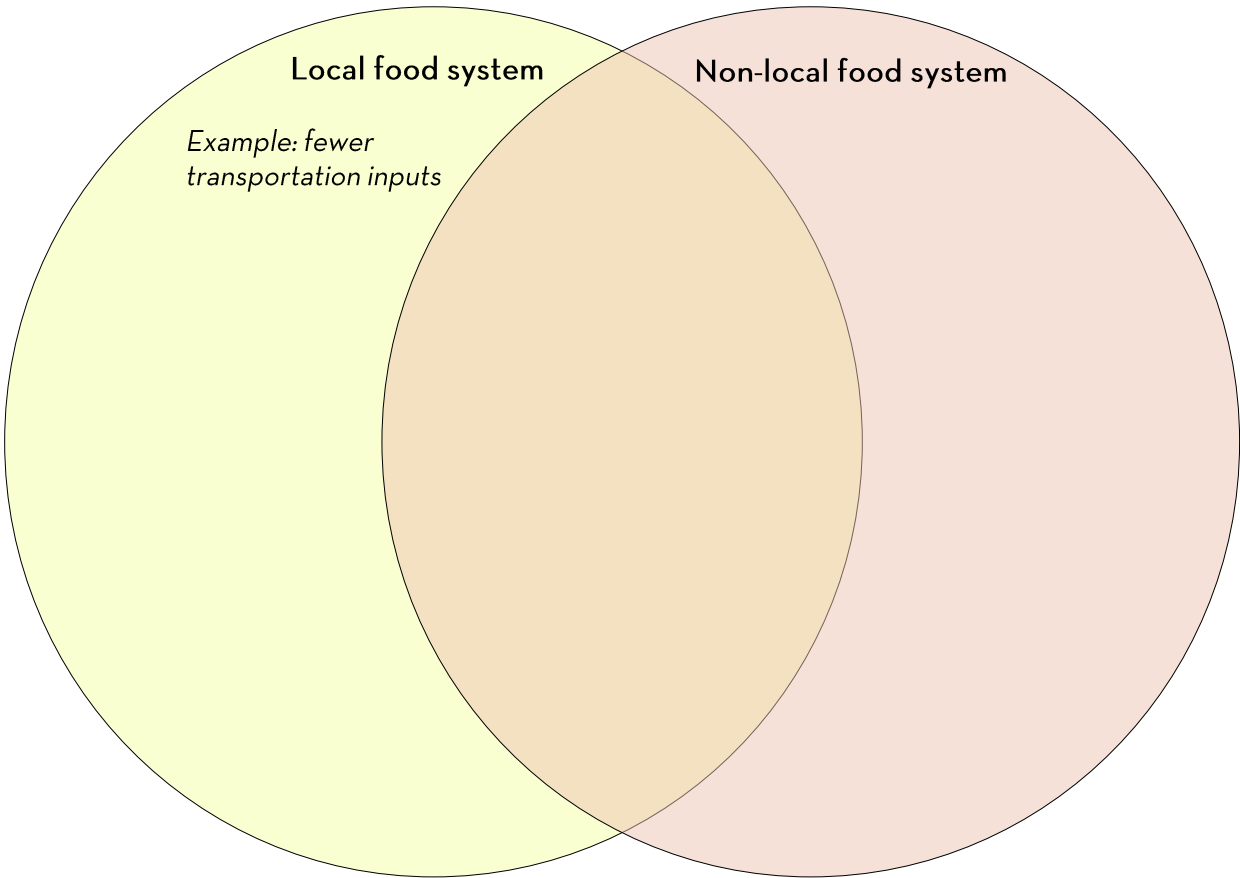 Local food system
Non-local food system
Example: fewer
transportation inputs